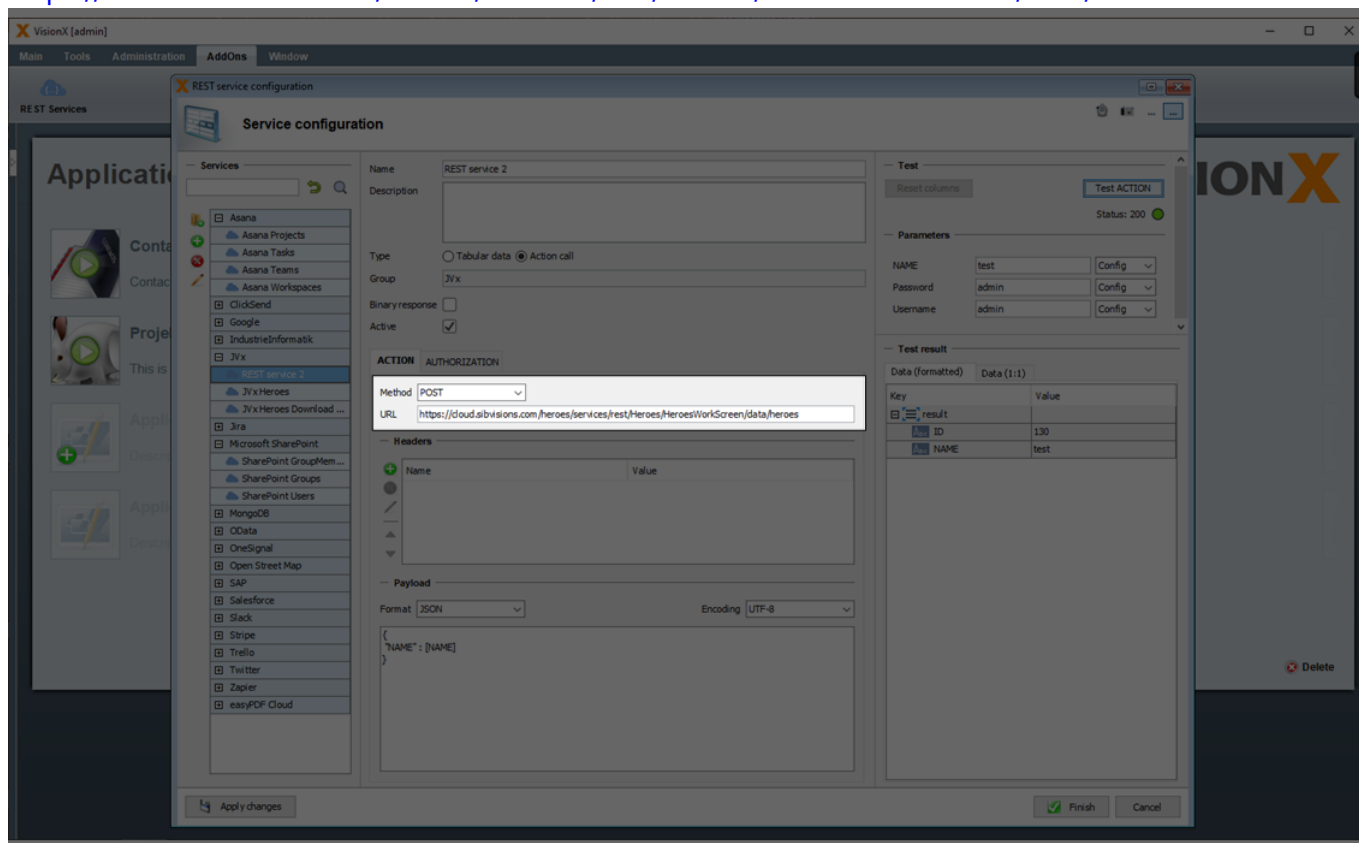 VisionX [admin]
Main Tools Administration AddOns Window
REST Services
REST service configuration
Service configuration
Services
Asana
Asana Projects
Asana Tasks
Asana Teams
Asana Workspaces
ClickSend
Google
IndustrieInformatik
JVx
REST service 2
JVx Heroes
JVx Heroes Download ...
Jira
Microsoft SharePoint
SharePoint GroupMem...
SharePoint Groups
SharePoint Users
MongoDB
OData
OneSignal
Open Street Map
SAP
Salesforce
Slack
Stripe
Trello
Twitter
Zapier
easyPDF Cloud
Name REST service 2
Description
Type Tabular data Action call
Group JVx
Binary response
Active
ACTION AUTHORIZATION
Method POST
URL https://cloud.sibvisions.com/heroes/services/rest/Heroes/HeroesWorkScreen/data/heroes
Headers
Name Value
Payload
Format JSON Encoding UTF-8
{
"NAME" : [NAME]
}
Test
Reset columns Test ACTION
Status: 200
Parameters
NAME test Config
Password admin Config
Username admin Config
Test result
Data (formatted) Data (1:1)
Key Value
result
ID 130
NAME test
Apply changes Finish Cancel
Applicati
Conta
Contac
Proje
This is
Appli
Descri
Appli
Descri
IONX
Delete